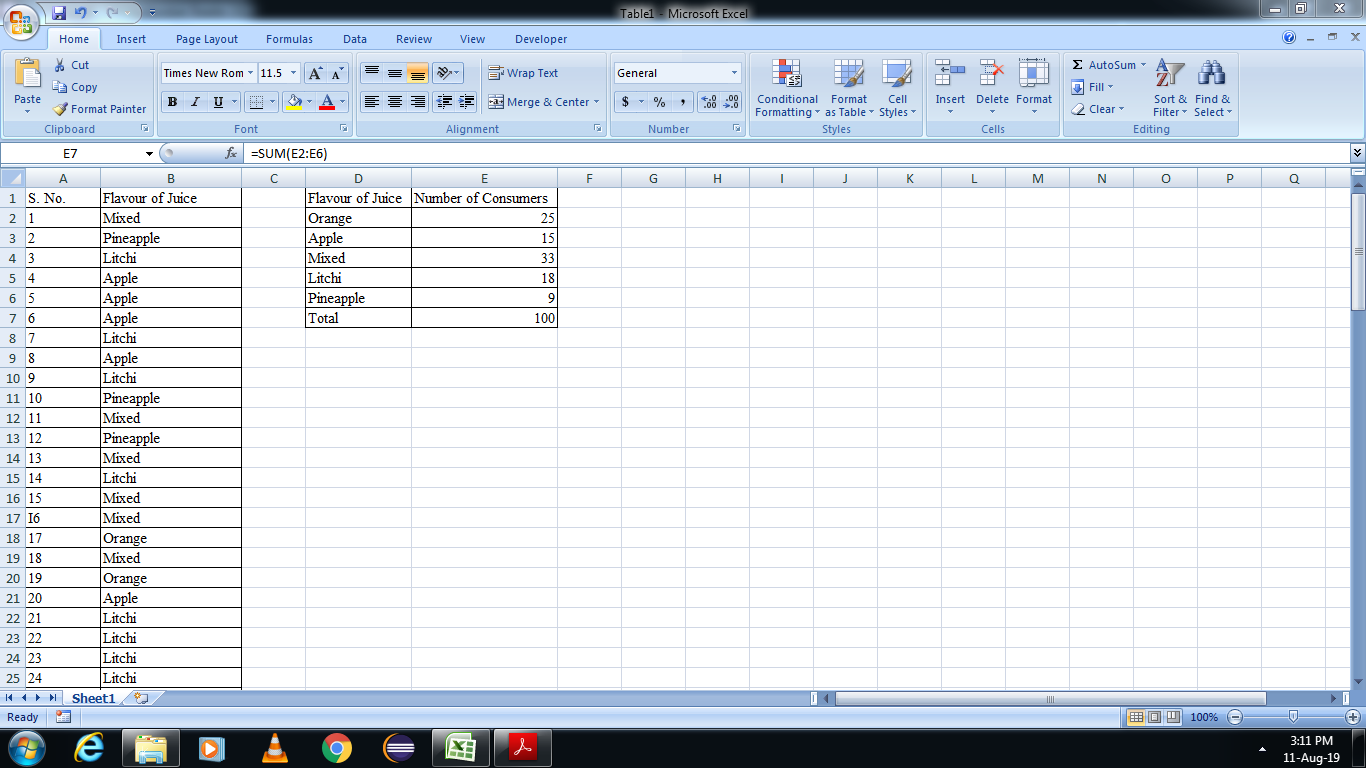 Table1 - Microsoft Excel
Home Insert Page Layout Formulas Data Review View Developer
Paste
Cut
Copy
Format Painter
Clipboard
Times New Rom 11.5
B I U
Font
Wrap Text
Merge & Center
Alignment
General
$ % ,
Number
Conditional Formatting
Format as Table
Cell Styles
Styles
Insert Delete Format
Cells
Σ AutoSum
Fill
Clear
Sort & Filter
Find & Select
Editing
E7 fx =SUM(E2:E6)
A B C D E F G H I J K L M N O P Q
1 S. No. Flavour of Juice Flavour of Juice Number of Consumers
2 1 Mixed Orange 25
3 2 Pineapple Apple 15
4 3 Litchi Mixed 33
5 4 Apple Litchi 18
6 5 Apple Pineapple 9
7 6 Apple Total 100
8 7 Litchi
9 8 Apple
10 9 Litchi
11 10 Pineapple
12 11 Mixed
13 12 Pineapple
14 13 Mixed
15 14 Litchi
16 15 Mixed
17 I6 Mixed
18 17 Orange
19 18 Mixed
20 19 Orange
21 20 Apple
22 21 Litchi
23 22 Litchi
24 23 Litchi
25 24 Litchi
Sheet1
Ready 100%
3:11 PM
11-Aug-19